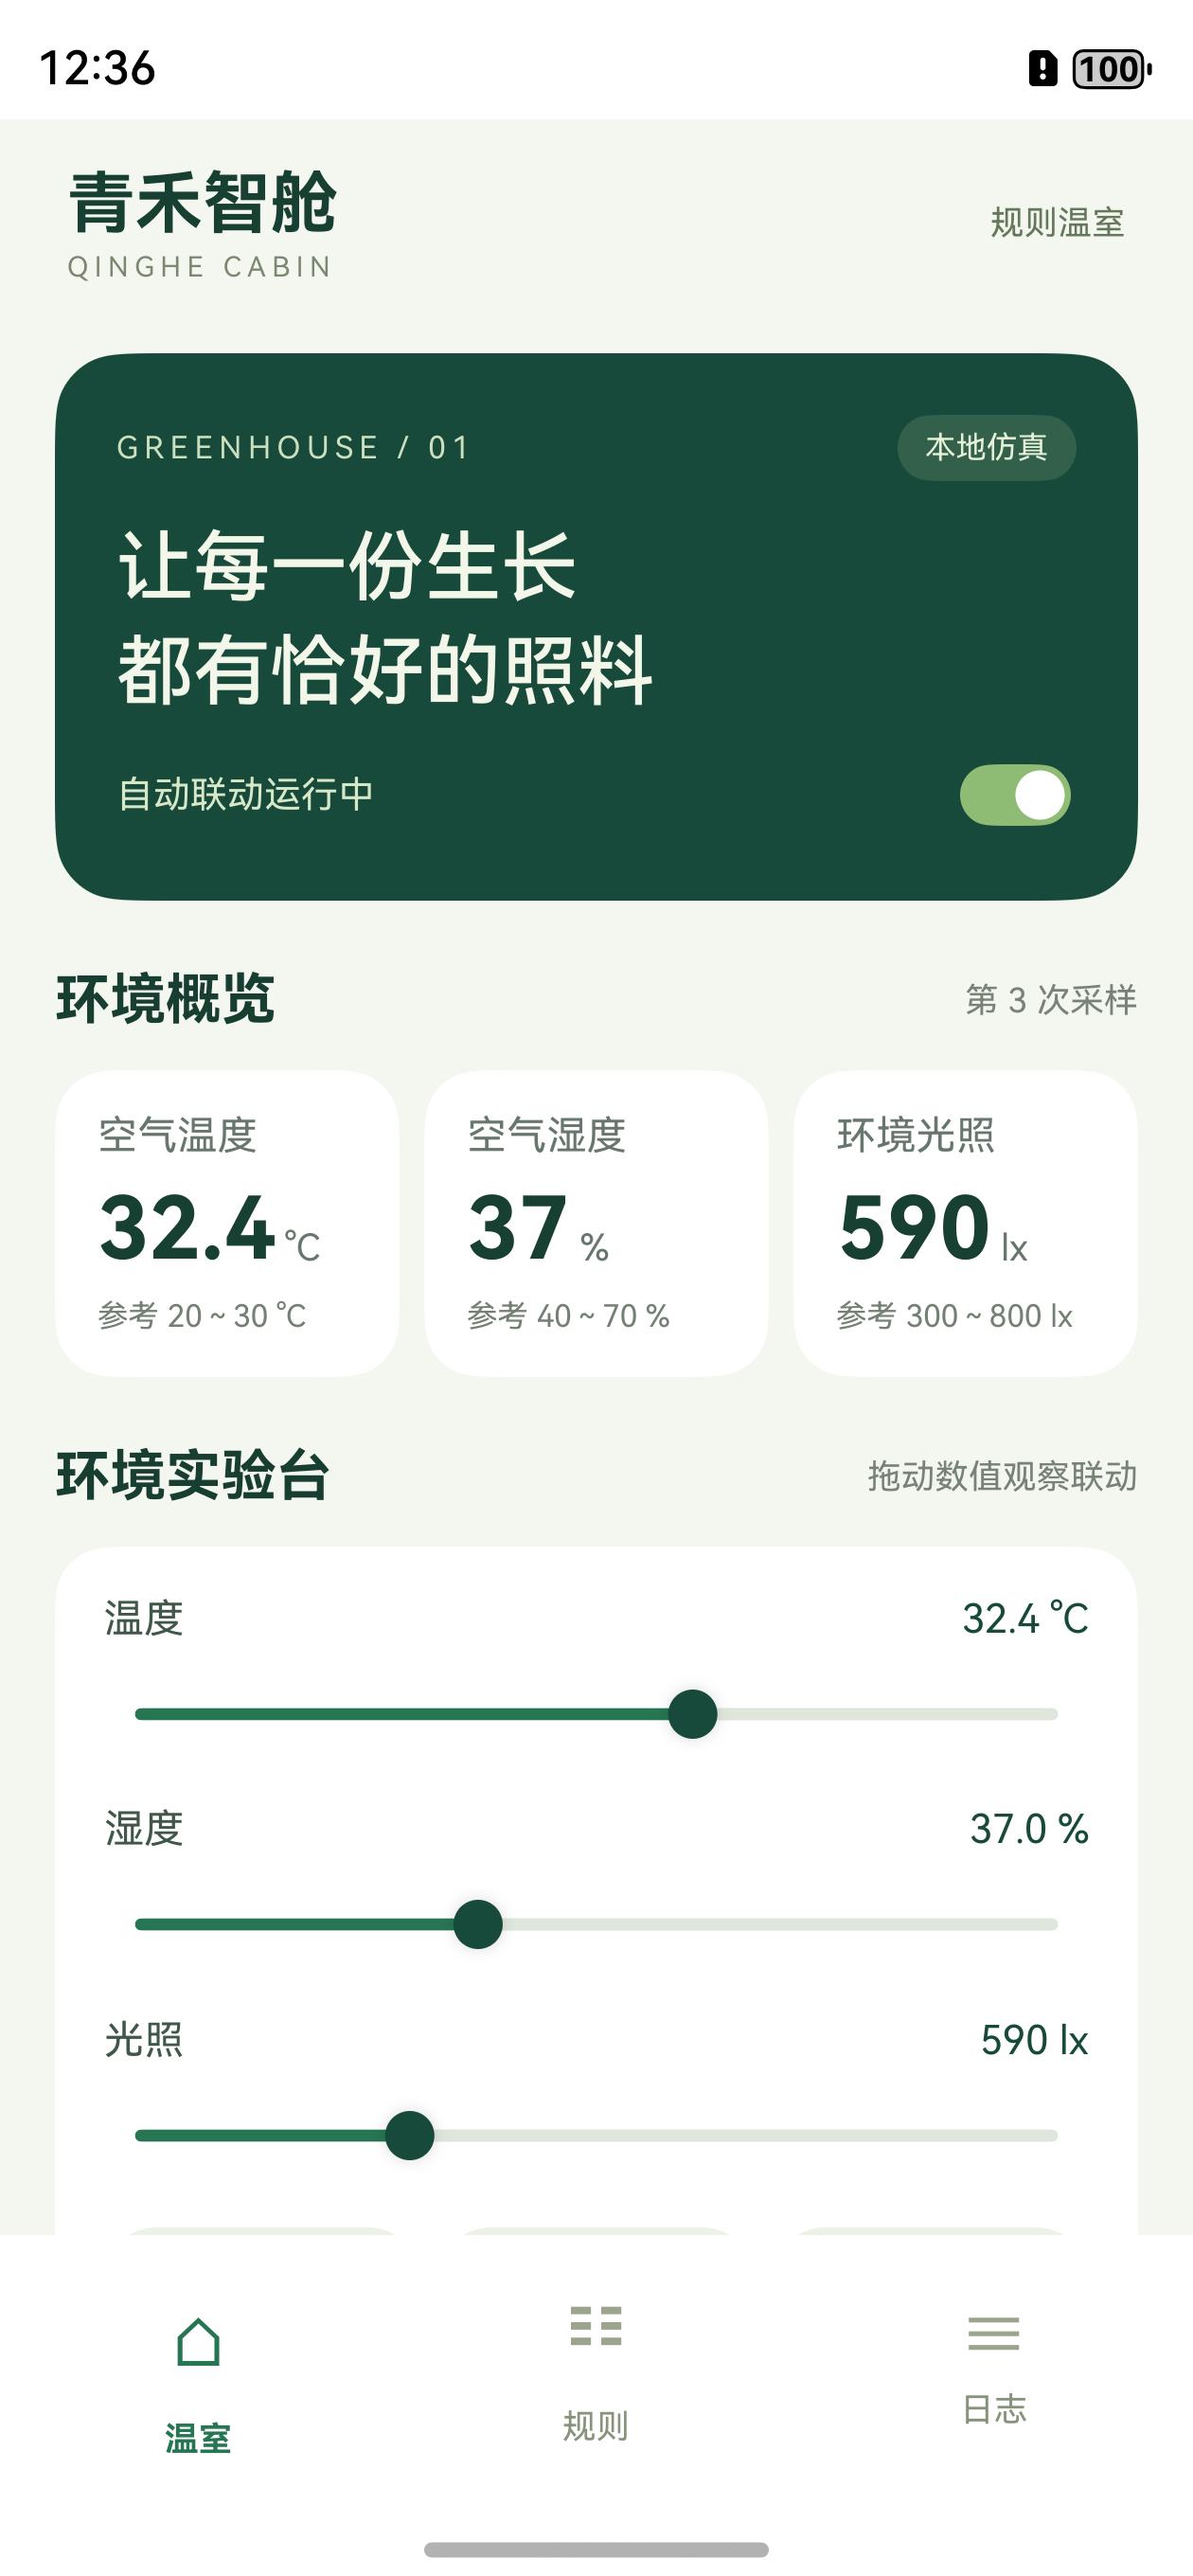 12:36
100
青禾智舱
QINGHE CABIN
规则温室
GREENHOUSE / 01
本地仿真
让每一份生长
都有恰好的照料
自动联动运行中
环境概览
第 3 次采样
空气温度
32.4 °C
参考 20 ~ 30 °C
空气湿度
37 %
参考 40 ~ 70 %
环境光照
590 lx
参考 300 ~ 800 lx
环境实验台
拖动数值观察联动
温度
32.4 °C
湿度
37.0 %
光照
590 lx
温室
规则
日志